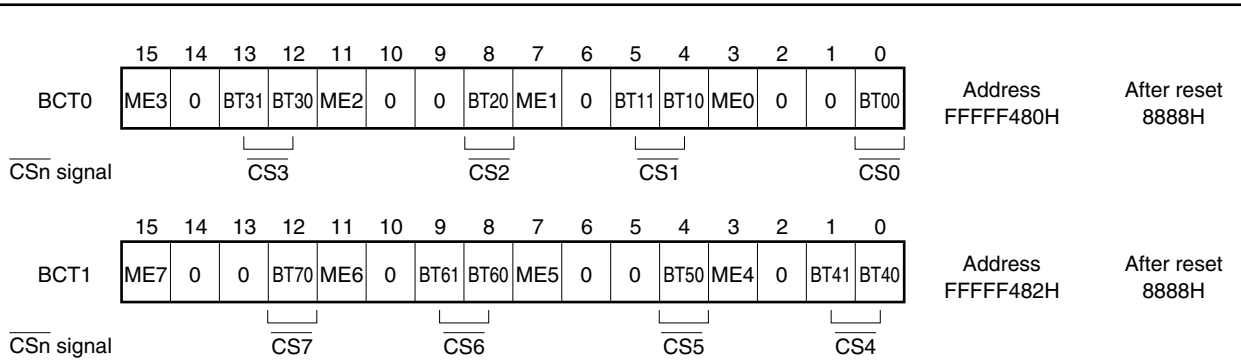 15 14 13 12 11 10 9 8 7 6 5 4 3 2 1 0
BCT0 ME3 0 BT31 BT30 ME2 0 0 BT20 ME1 0 BT11 BT10 ME0 0 0 BT00 Address FFFFF480H After reset 8888H
CSn signal CS3 CS2 CS1 CS0
15 14 13 12 11 10 9 8 7 6 5 4 3 2 1 0
BCT1 ME7 0 0 BT70 ME6 0 BT61 BT60 ME5 0 0 BT50 ME4 0 BT41 BT40 Address FFFFF482H After reset 8888H
CSn signal CS7 CS6 CS5 CS4